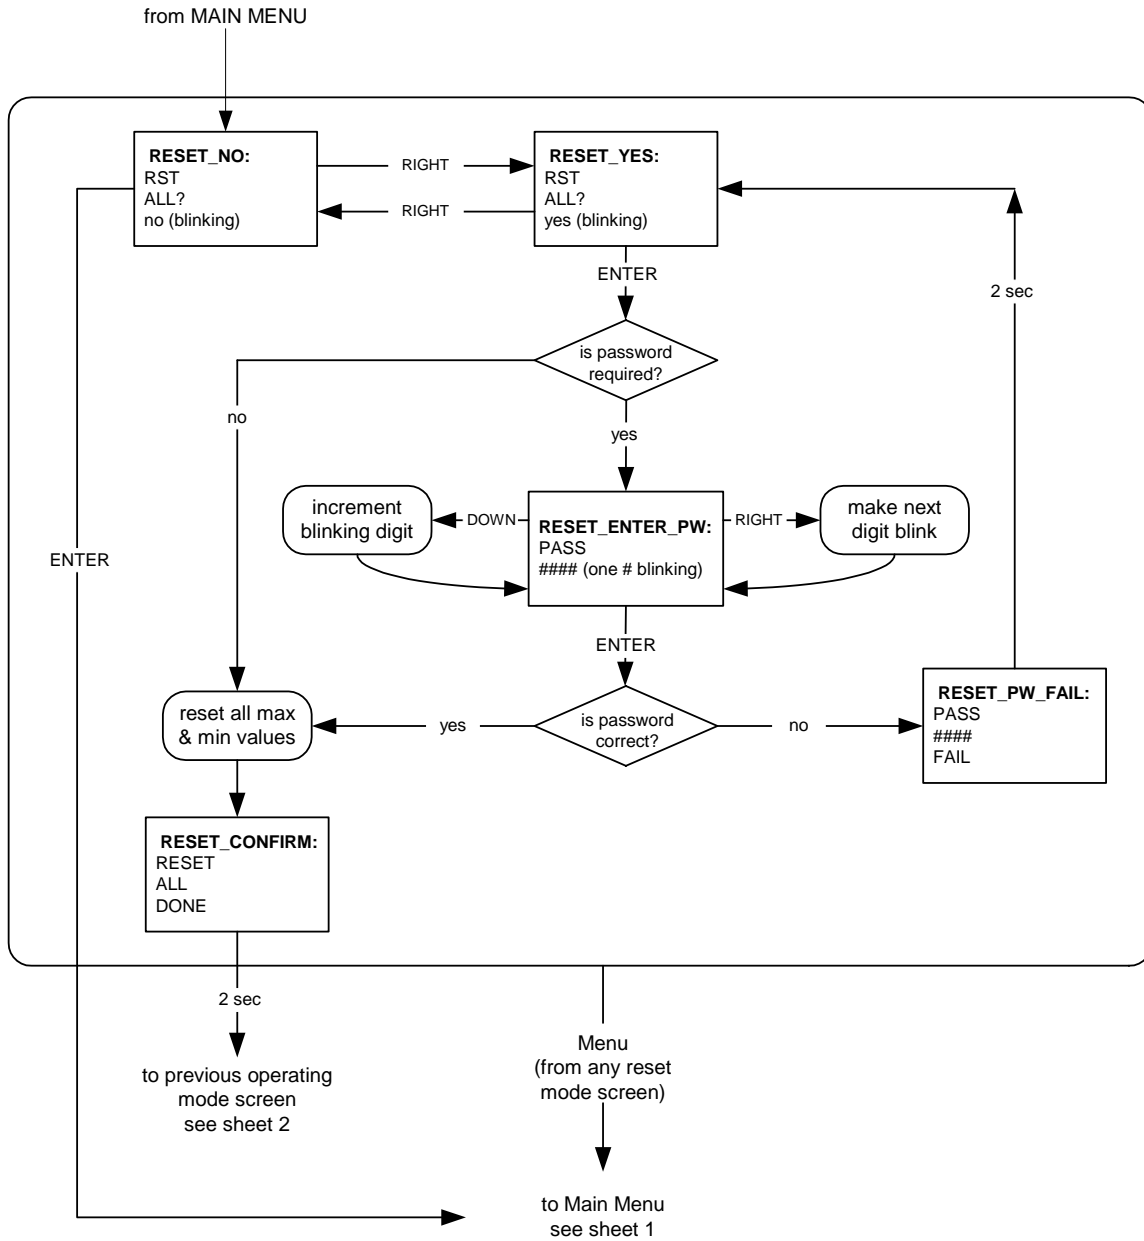 from MAIN MENU
RESET_NO:
RST
ALL?
no (blinking)
RIGHT
RIGHT
RESET_YES:
RST
ALL?
yes (blinking)
ENTER
2 sec
is password
required?
no
yes
increment
blinking digit
DOWN
RESET_ENTER_PW:
PASS
#### (one # blinking)
RIGHT
make next
digit blink
ENTER
ENTER
reset all max
& min values
yes
is password
correct?
no
RESET_PW_FAIL:
PASS
####
FAIL
RESET_CONFIRM:
RESET
ALL
DONE
2 sec
to previous operating
mode screen
see sheet 2
Menu
(from any reset
mode screen)
to Main Menu
see sheet 1